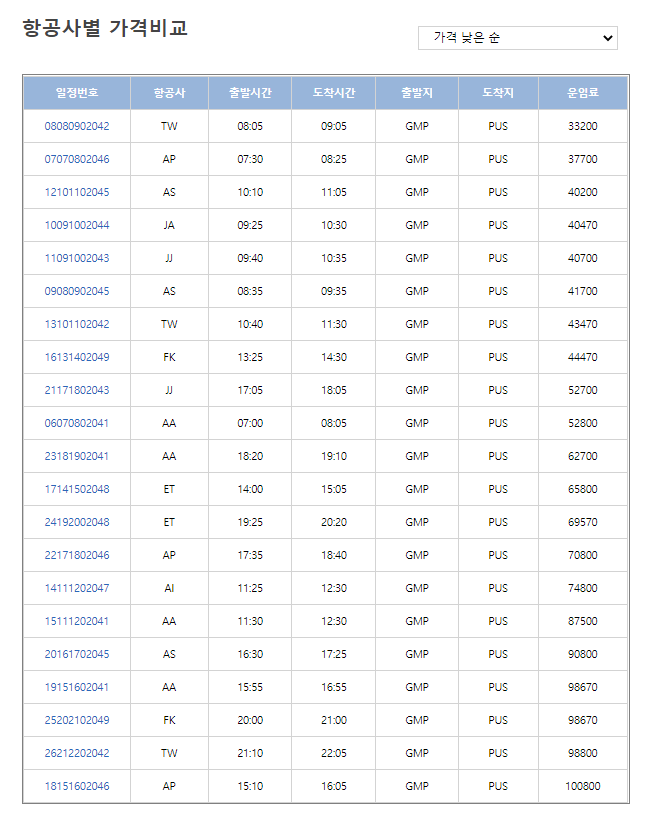 항공사별 가격비교
가격 낮은 순
일정번호 항공사 출발시간 도착시간 출발지 도착지 운임료
08080902042 TW 08:05 09:05 GMP PUS 33200
07070802046 AP 07:30 08:25 GMP PUS 37700
12101102045 AS 10:10 11:05 GMP PUS 40200
10091002044 JA 09:25 10:30 GMP PUS 40470
11091002043 JJ 09:40 10:35 GMP PUS 40700
09080902045 AS 08:35 09:35 GMP PUS 41700
13101102042 TW 10:40 11:30 GMP PUS 43470
16131402049 FK 13:25 14:30 GMP PUS 44470
21171802043 JJ 17:05 18:05 GMP PUS 52700
06070802041 AA 07:00 08:05 GMP PUS 52800
23181902041 AA 18:20 19:10 GMP PUS 62700
17141502048 ET 14:00 15:05 GMP PUS 65800
24192002048 ET 19:25 20:20 GMP PUS 69570
22171802046 AP 17:35 18:40 GMP PUS 70800
14111202047 AI 11:25 12:30 GMP PUS 74800
15111202041 AA 11:30 12:30 GMP PUS 87500
20161702045 AS 16:30 17:25 GMP PUS 90800
19151602041 AA 15:55 16:55 GMP PUS 98670
25202102049 FK 20:00 21:00 GMP PUS 98670
26212202042 TW 21:10 22:05 GMP PUS 98800
18151602046 AP 15:10 16:05 GMP PUS 100800